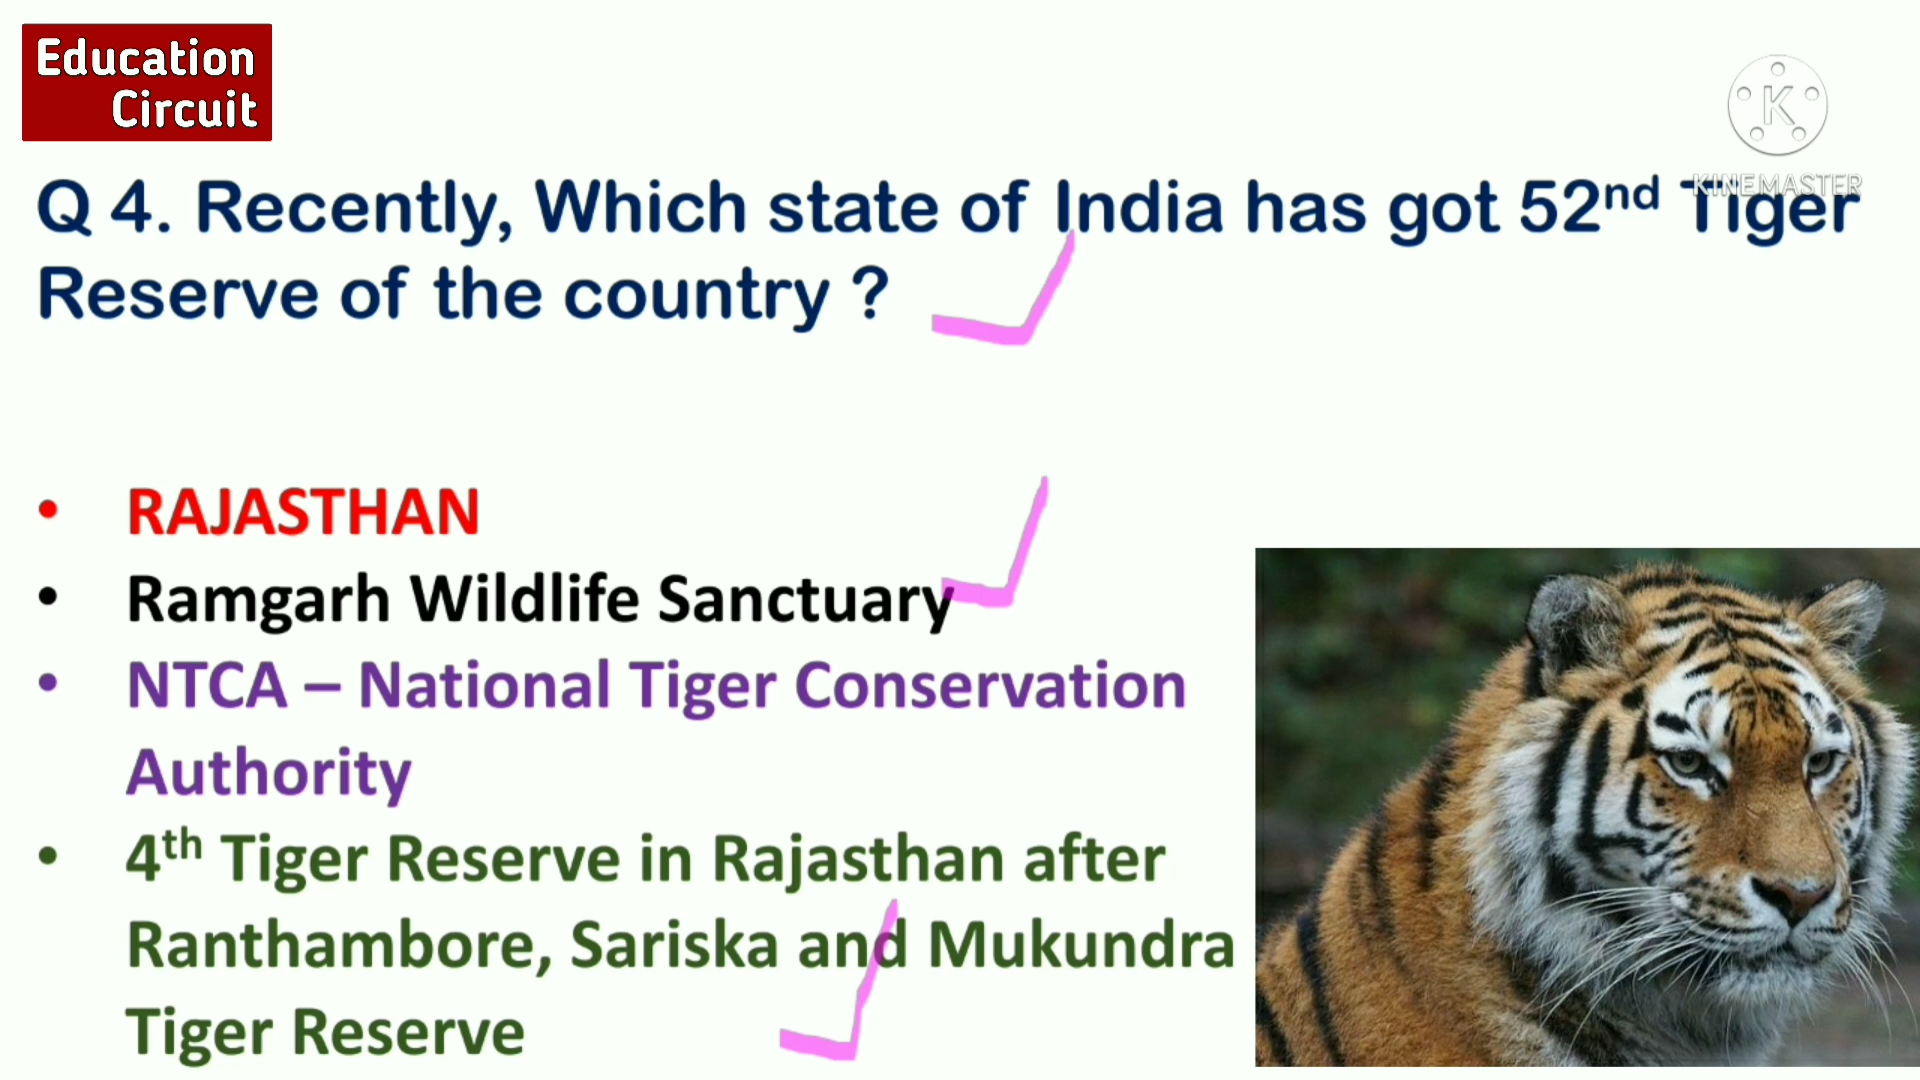 Education
Circuit
K
KINEMASTER
Q 4. Recently, Which state of India has got 52nd Tiger
Reserve of the country ?
• RAJASTHAN
• Ramgarh Wildlife Sanctuary
• NTCA – National Tiger Conservation
Authority
• 4th Tiger Reserve in Rajasthan after
Ranthambore, Sariska and Mukundra
Tiger Reserve